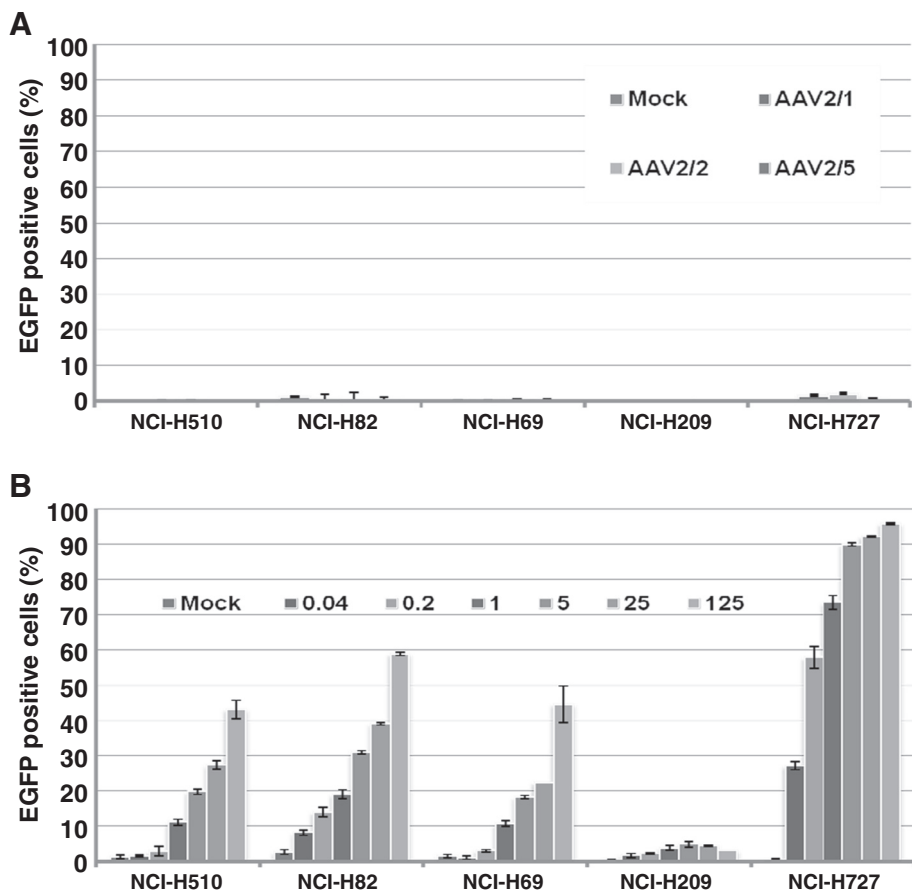 A
EGFP positive cells (%)
100
90
80
70
60
50
40
30
20
10
0
Mock AAV2/1
AAV2/2 AAV2/5
NCI-H510 NCI-H82 NCI-H69 NCI-H209 NCI-H727
B
EGFP positive cells (%)
100
90
80
70
60
50
40
30
20
10
0
Mock 0.04 0.2 1 5 25 125
NCI-H510 NCI-H82 NCI-H69 NCI-H209 NCI-H727